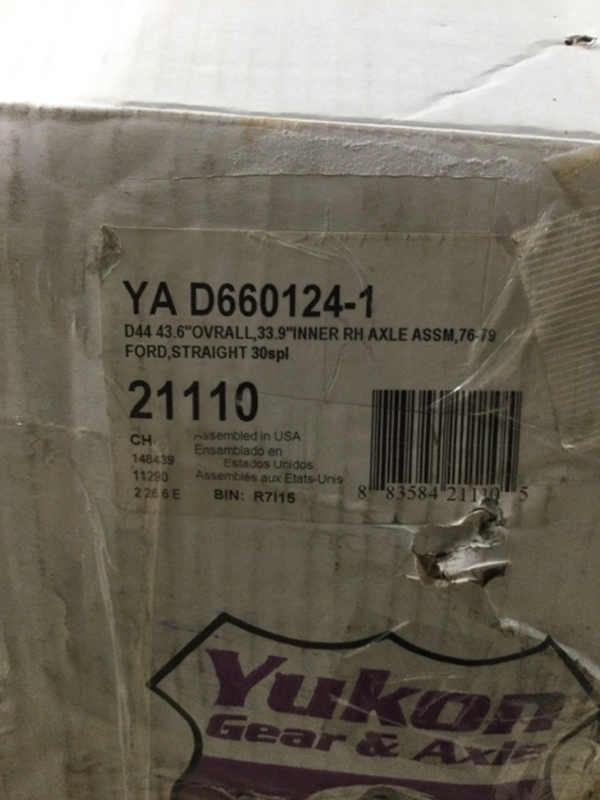 YA D660124-1
D44 43.6"OVRALL,33.9"INNER RH AXLE ASSM,76-79
FORD,STRAIGHT 30spl
21110
CH
Assembled in USA
Ensamblado en
Estados Unidos
Assemblés aux Etats-Unis
148439
11290
226 6 E
BIN: R7I15
8 83584 21110 5
Yukon
Gear & Axle